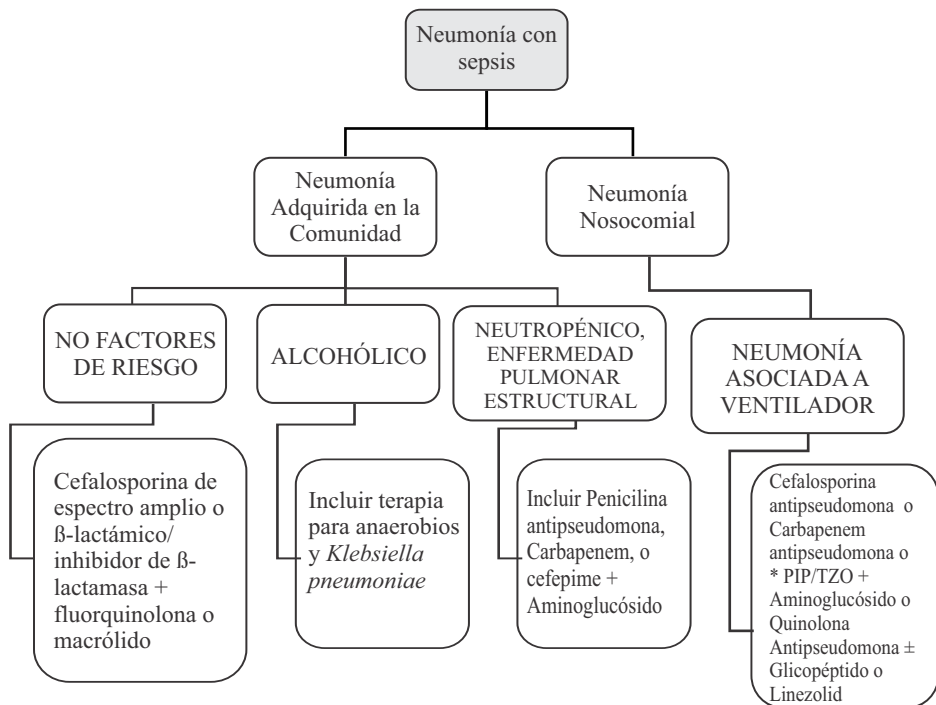 Neumonía con
sepsis
Neumonía
Adquirida en la
Comunidad
Neumonía
Nosocomial
NO FACTORES
DE RIESGO
ALCOHÓLICO
NEUTROPÉNICO,
ENFERMEDAD
PULMONAR
ESTRUCTURAL
NEUMONÍA
ASOCIADA A
VENTILADOR
Cefalosporina de
espectro amplio o
ß-lactámico/
inhibidor de ß-
lactamasa +
fluorquinolona o
macrólido
Incluir terapia
para anaerobios
y Klebsiella
pneumoniae
Incluir Penicilina
antipseudomona,
Carbapenem, o
cefepime +
Aminoglucósido
Cefalosporina
antipseudomona o
Carbapenem
antipseudomona o
* PIP/TZO +
Aminoglucósido o
Quinolona
Antipseudomona ±
Glicopéptido o
Linezolid